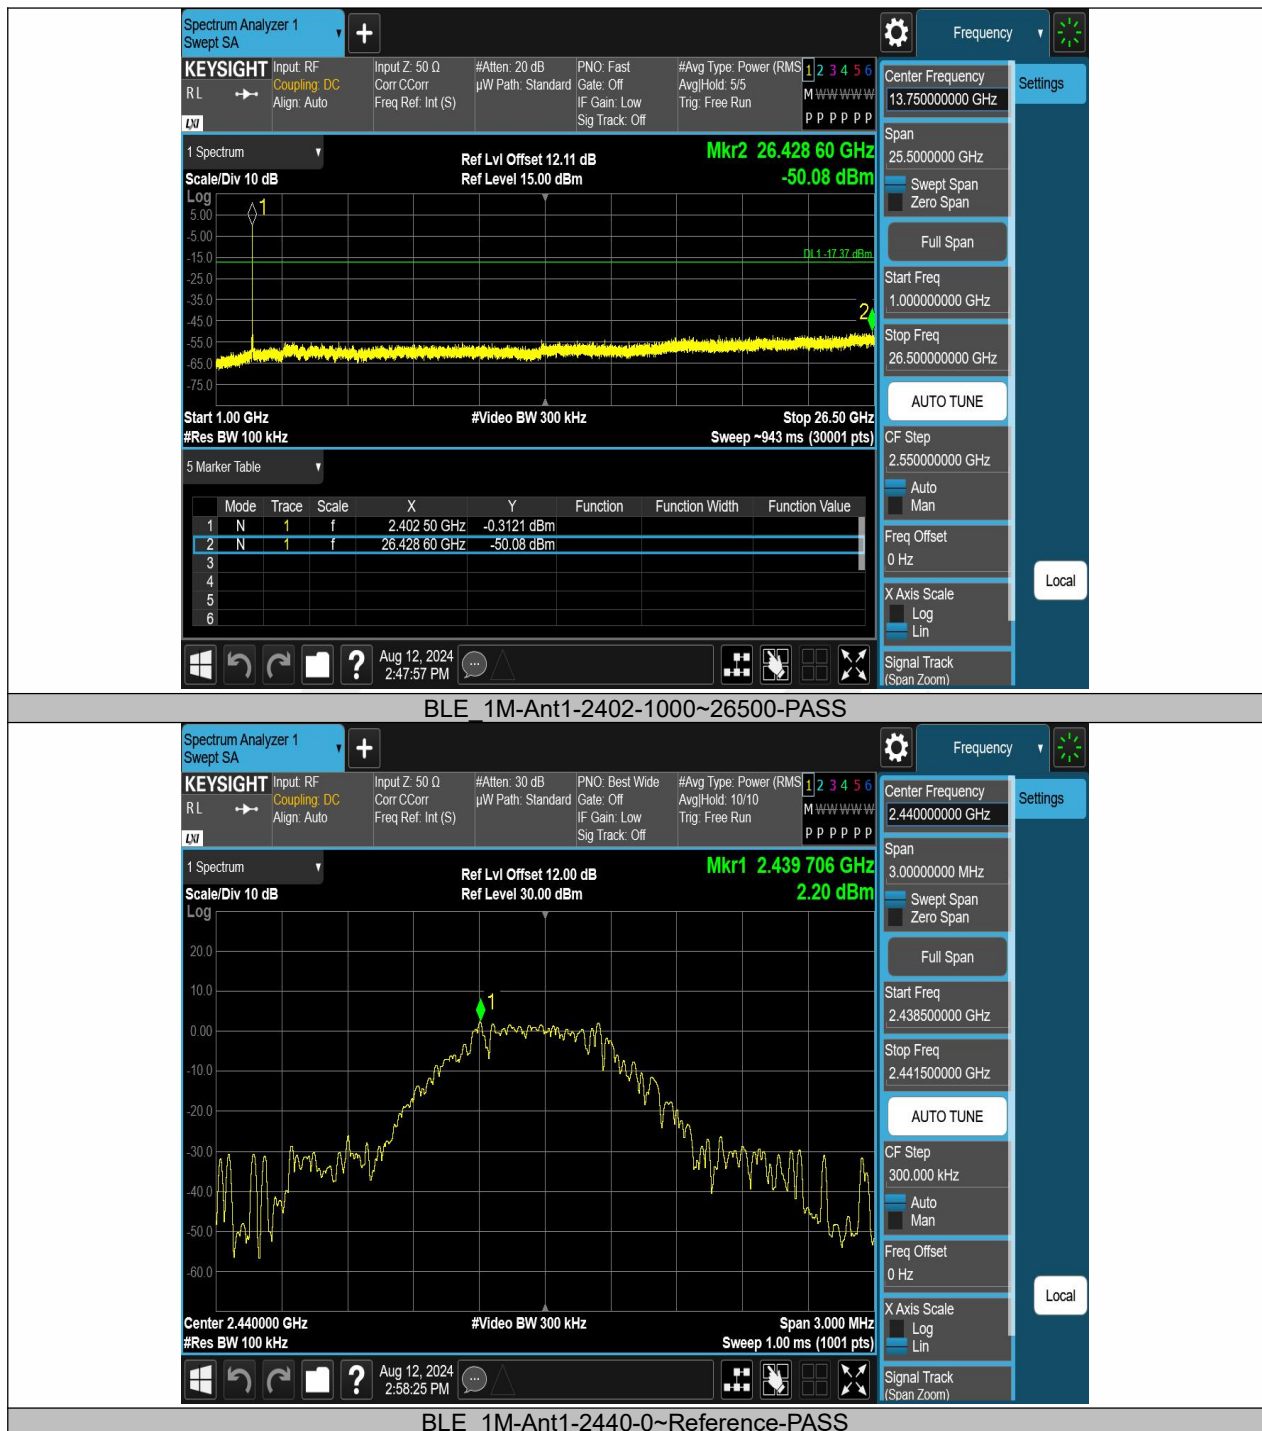 Spectrum Analyzer 1
Swept SA
Frequency
KEYSIGHT
RL
LXI
Input: RF
Coupling: DC
Align: Auto
Input Z: 50 Ω
Corr CCorr
Freq Ref: Int (S)
#Atten: 20 dB
µW Path: Standard
PNO: Fast
Gate: Off
IF Gain: Low
Sig Track: Off
#Avg Type: Power (RMS
Avg|Hold: 5/5
Trig: Free Run
1 2 3 4 5 6
M W W W W W
P P P P P P
1 Spectrum
Scale/Div 10 dB
Log
Ref Lvl Offset 12.11 dB
Ref Level 15.00 dBm
Mkr2 26.428 60 GHz
-50.08 dBm
5.00
-5.00
-15.0
-25.0
-35.0
-45.0
-55.0
-65.0
-75.0
1
DL1 -17.37 dBm
2
Start 1.00 GHz
#Res BW 100 kHz
#Video BW 300 kHz
Stop 26.50 GHz
Sweep ~943 ms (30001 pts)
5 Marker Table
Mode Trace Scale X Y Function Function Width Function Value
1 N 1 f 2.402 50 GHz -0.3121 dBm
2 N 1 f 26.428 60 GHz -50.08 dBm
3
4
5
6
?
Aug 12, 2024
2:47:57 PM
Center Frequency
13.750000000 GHz
Span
25.5000000 GHz
Swept Span
Zero Span
Full Span
Start Freq
1.000000000 GHz
Stop Freq
26.500000000 GHz
AUTO TUNE
CF Step
2.550000000 GHz
Auto
Man
Freq Offset
0 Hz
X Axis Scale
Log
Lin
Signal Track
(Span Zoom)
Settings
Local
BLE_1M-Ant1-2402-1000~26500-PASS
Spectrum Analyzer 1
Swept SA
Frequency
KEYSIGHT
RL
LXI
Input: RF
Coupling: DC
Align: Auto
Input Z: 50 Ω
Corr CCorr
Freq Ref: Int (S)
#Atten: 30 dB
µW Path: Standard
PNO: Best Wide
Gate: Off
IF Gain: Low
Sig Track: Off
#Avg Type: Power (RMS
Avg|Hold: 10/10
Trig: Free Run
1 2 3 4 5 6
M W W W W W
P P P P P P
1 Spectrum
Scale/Div 10 dB
Log
Ref Lvl Offset 12.00 dB
Ref Level 30.00 dBm
Mkr1 2.439 706 GHz
2.20 dBm
20.0
10.0
0.00
-10.0
-20.0
-30.0
-40.0
-50.0
-60.0
1
Center 2.440000 GHz
#Res BW 100 kHz
#Video BW 300 kHz
Span 3.000 MHz
Sweep 1.00 ms (1001 pts)
?
Aug 12, 2024
2:58:25 PM
Center Frequency
2.440000000 GHz
Span
3.00000000 MHz
Swept Span
Zero Span
Full Span
Start Freq
2.438500000 GHz
Stop Freq
2.441500000 GHz
AUTO TUNE
CF Step
300.000 kHz
Auto
Man
Freq Offset
0 Hz
X Axis Scale
Log
Lin
Signal Track
(Span Zoom)
Settings
Local
BLE_1M-Ant1-2440-0~Reference-PASS